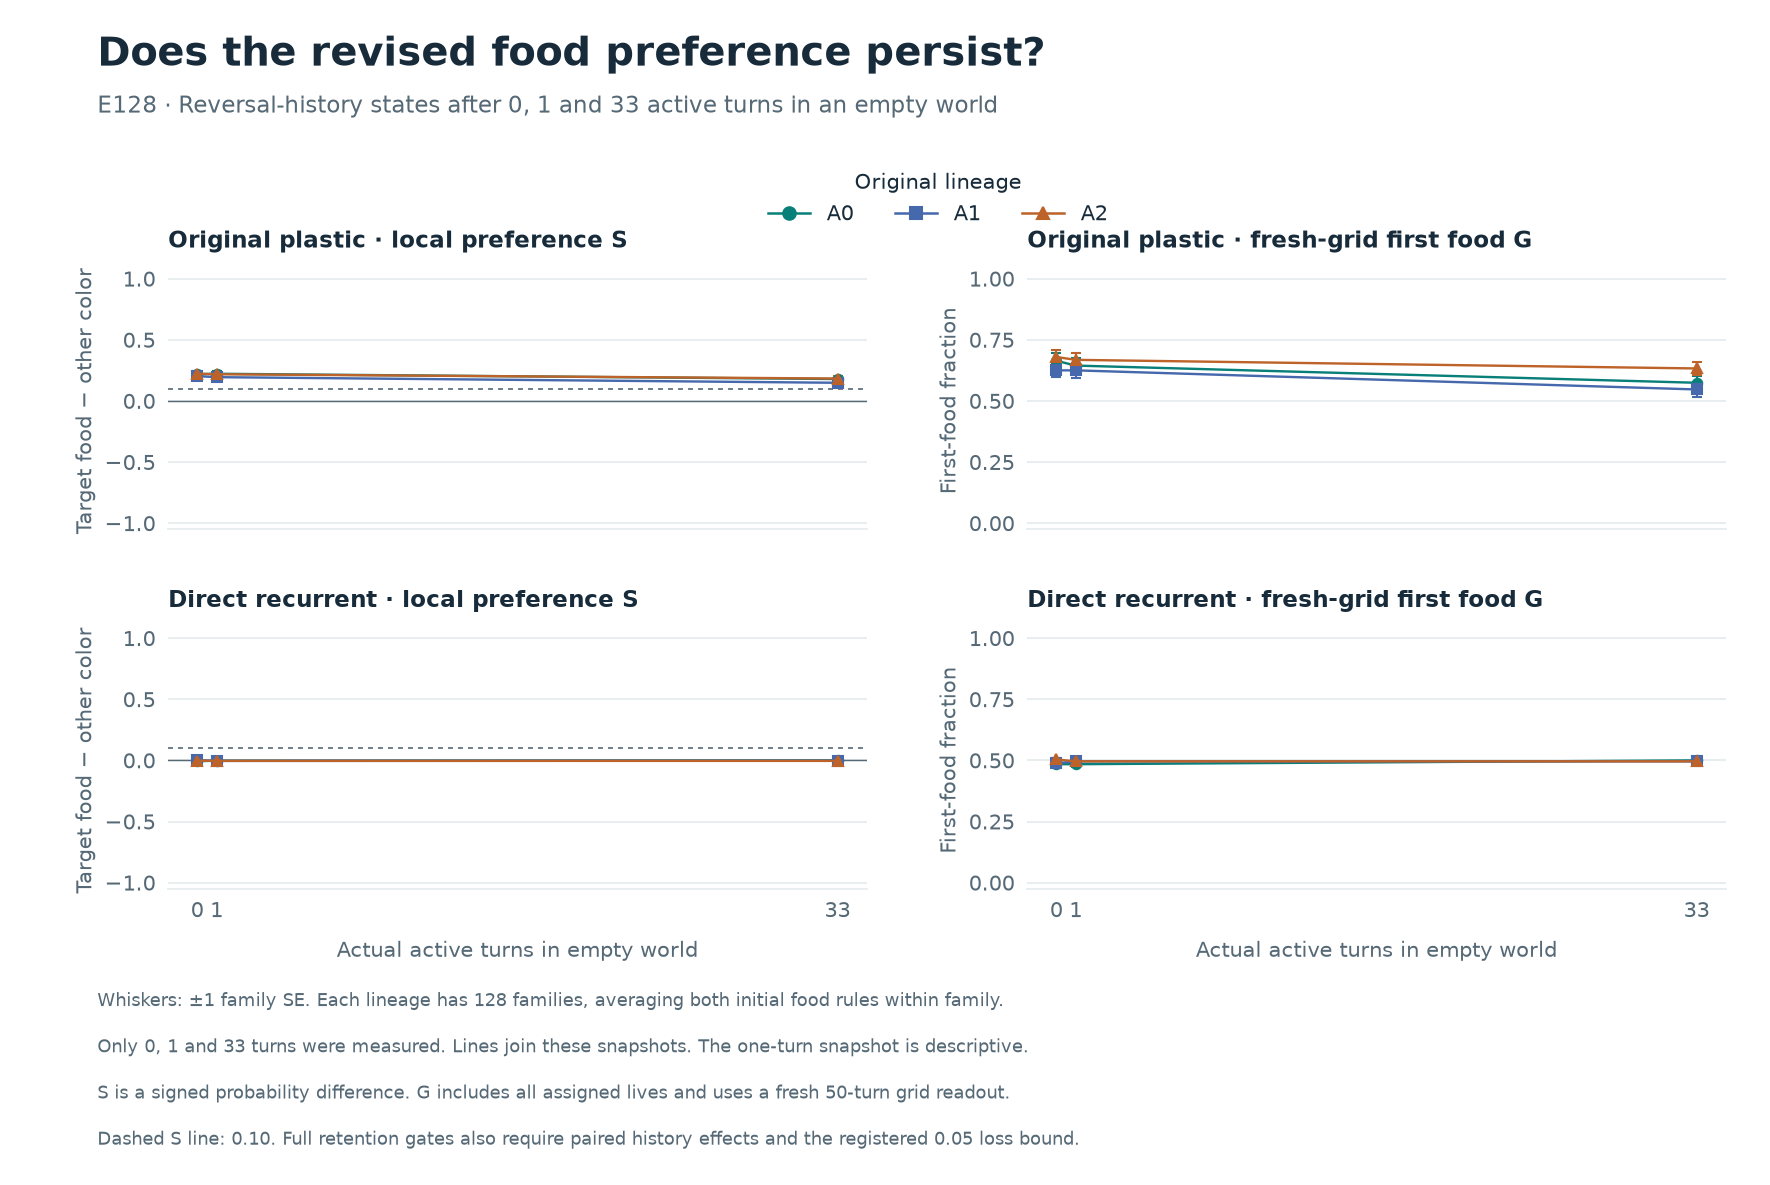 Does the revised food preference persist?
E128 · Reversal-history states after 0, 1 and 33 active turns in an empty world
Original lineage
A0 A1 A2
Original plastic · local preference S
Target food − other color
1.0
0.5
0.0
−0.5
−1.0
Original plastic · fresh-grid first food G
First-food fraction
1.00
0.75
0.50
0.25
0.00
Direct recurrent · local preference S
Target food − other color
1.0
0.5
0.0
−0.5
−1.0
0 1 33
Actual active turns in empty world
Direct recurrent · fresh-grid first food G
First-food fraction
1.00
0.75
0.50
0.25
0.00
0 1 33
Actual active turns in empty world
Whiskers: ±1 family SE. Each lineage has 128 families, averaging both initial food rules within family.
Only 0, 1 and 33 turns were measured. Lines join these snapshots. The one-turn snapshot is descriptive.
S is a signed probability difference. G includes all assigned lives and uses a fresh 50-turn grid readout.
Dashed S line: 0.10. Full retention gates also require paired history effects and the registered 0.05 loss bound.